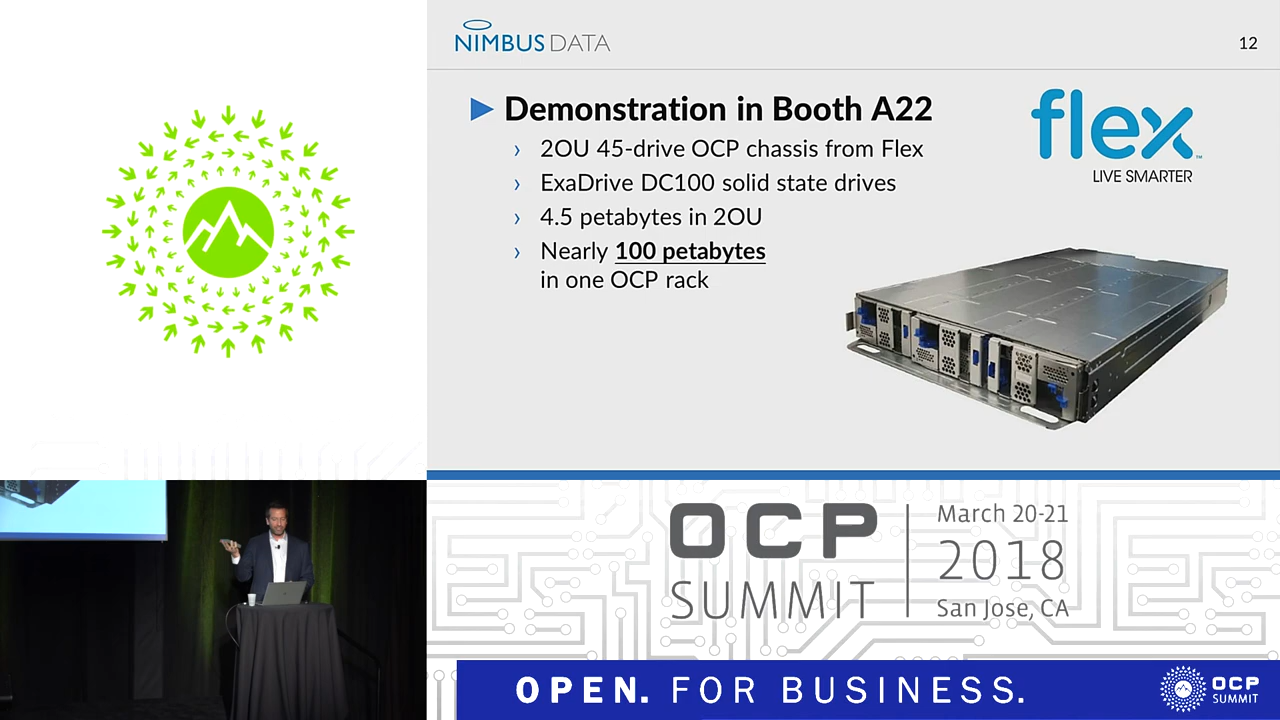 NIMBUS DATA
12
Demonstration in Booth A22
› 2OU 45-drive OCP chassis from Flex
› ExaDrive DC100 solid state drives
› 4.5 petabytes in 2OU
› Nearly 100 petabytes
in one OCP rack
flex™
LIVE SMARTER
OCP
SUMMIT
March 20-21
2018
San Jose, CA
OPEN. FOR BUSINESS.
OCP
SUMMIT